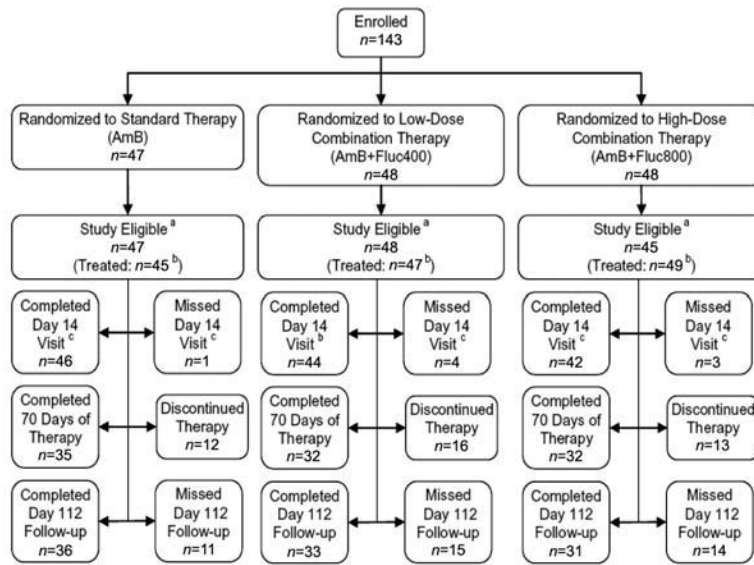 Enrolled
n=143
Randomized to Standard Therapy
(AmB)
n=47
Randomized to Low-Dose
Combination Therapy
(AmB+Fluc400)
n=48
Randomized to High-Dose
Combination Therapy
(AmB+Fluc800)
n=48
Study Eligible a
n=47
(Treated: n=45 b)
Study Eligible a
n=48
(Treated: n=47 b)
Study Eligible a
n=45
(Treated: n=49 b)
Completed
Day 14
Visit c
n=46
Missed
Day 14
Visit c
n=1
Completed
Day 14
Visit b
n=44
Missed
Day 14
Visit c
n=4
Completed
Day 14
Visit c
n=42
Missed
Day 14
Visit c
n=3
Completed
70 Days of
Therapy
n=35
Discontinued
Therapy
n=12
Completed
70 Days of
Therapy
n=32
Discontinued
Therapy
n=16
Completed
70 Days of
Therapy
n=32
Discontinued
Therapy
n=13
Completed
Day 112
Follow-up
n=36
Missed
Day 112
Follow-up
n=11
Completed
Day 112
Follow-up
n=33
Missed
Day 112
Follow-up
n=15
Completed
Day 112
Follow-up
n=31
Missed
Day 112
Follow-up
n=14